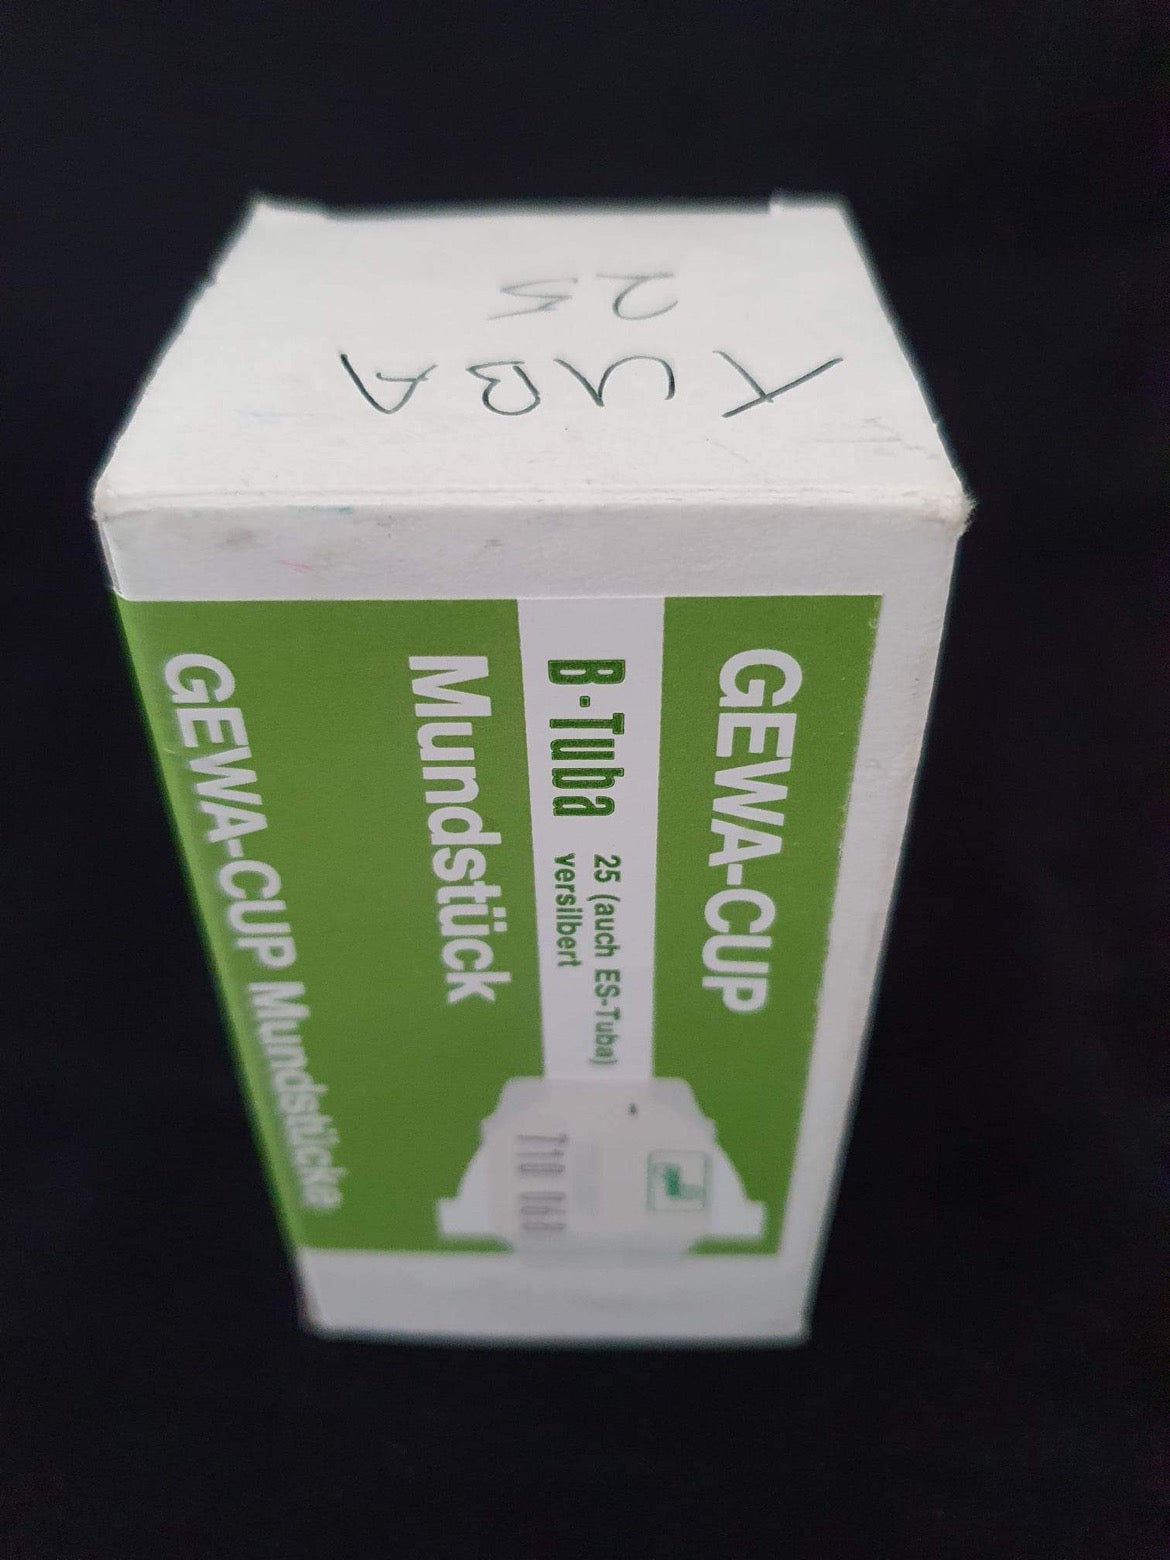 TUBA
25
GEWA-CUP
B-Tuba
25 (auch ES-Tuba)
versilbert
Mundstück
GEWA-CUP Mundstücke